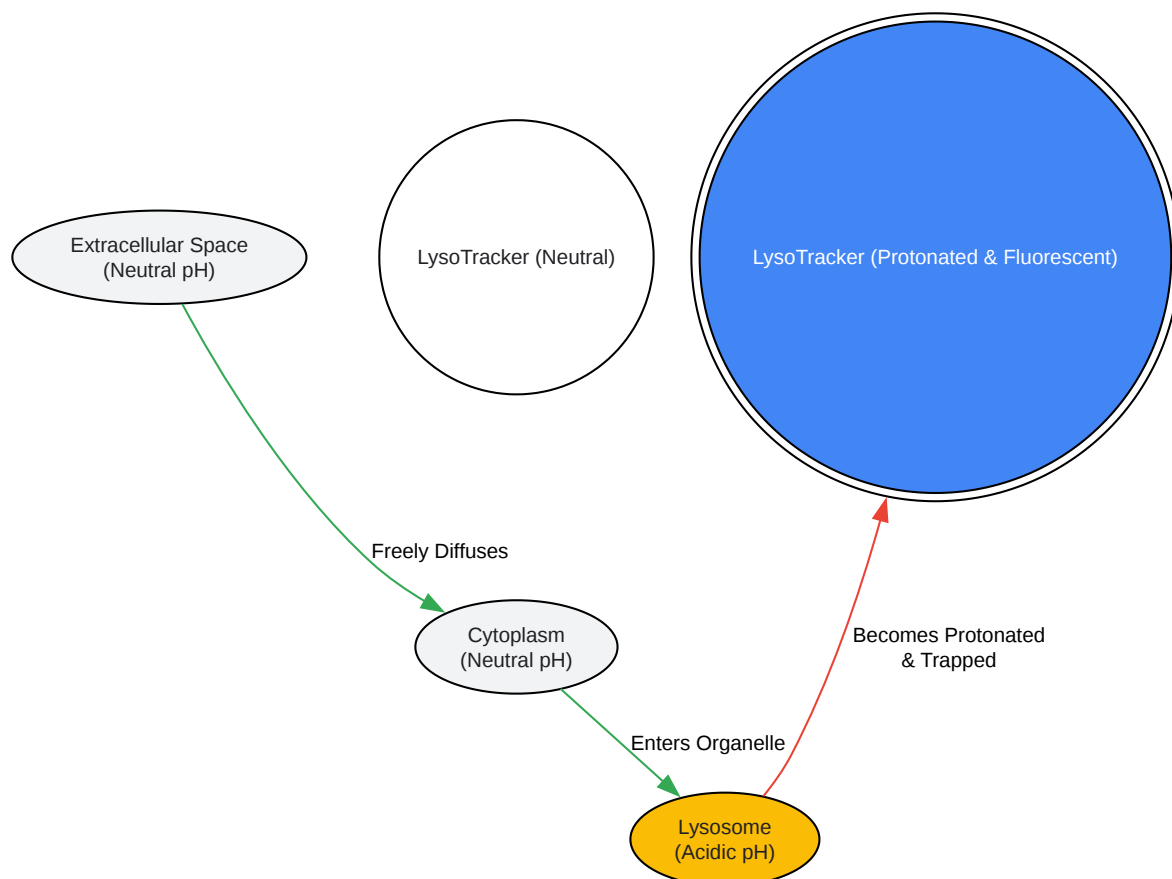 Extracellular Space
(Neutral pH)
LysoTracker (Neutral)
LysoTracker (Protonated & Fluorescent)
Freely Diffuses
Cytoplasm
(Neutral pH)
Becomes Protonated
& Trapped
Enters Organelle
Lysosome
(Acidic pH)